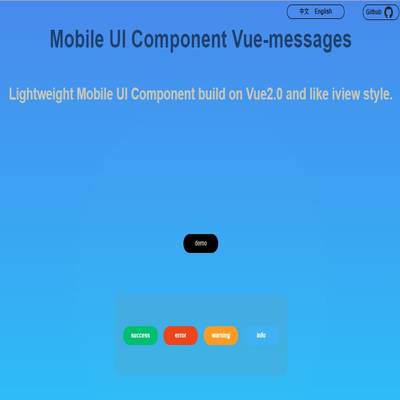 中文 English
Github
Mobile UI Component Vue-messages
Lightweight Mobile UI Component build on Vue2.0 and like iview style.
demo
success error warning info